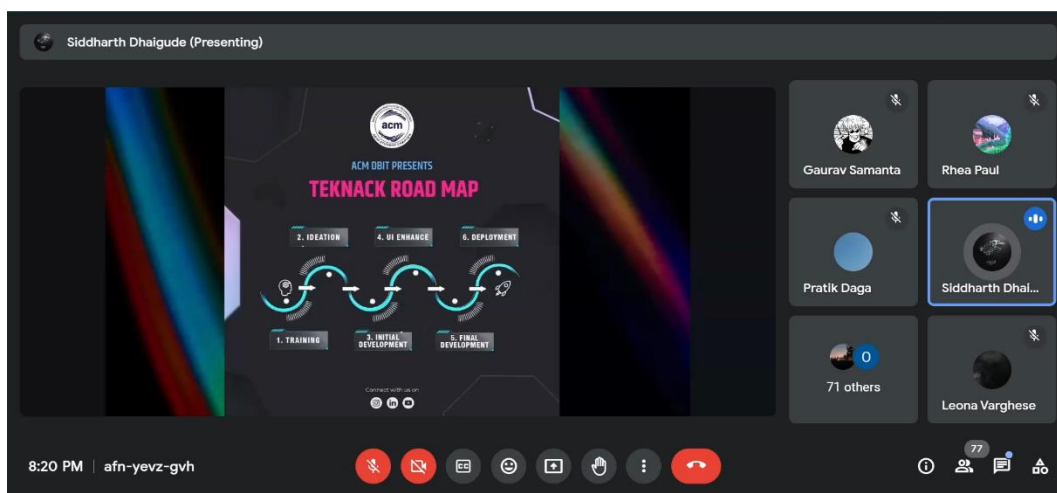 Siddharth Dhaigude (Presenting)
acm
ACM DBIT PRESENTS
TEKNACK ROAD MAP
2. IDEATION
4. UI ENHANCE
6. DEPLOYMENT
1. TRAINING
3. INITIAL
DEVELOPMENT
5. FINAL
DEVELOPMENT
Connect with us on
in
Gaurav Samanta
Rhea Paul
Pratik Daga
Siddharth Dhai...
O
71 others
Leona Varghese
8:20 PM | afn-yevz-gvh
CC
77